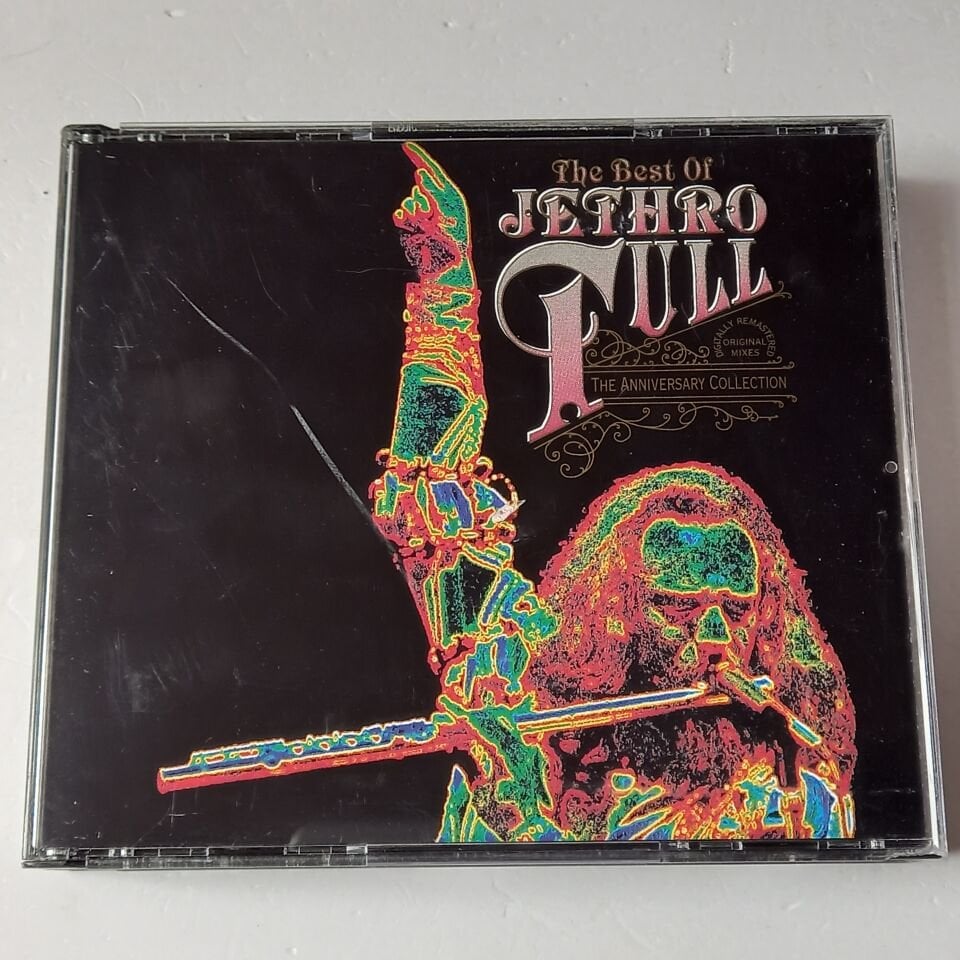 The Best Of
JETHRO
TULL
DIGITALLY REMASTERED
ORIGINAL
MIXES
THE ANNIVERSARY COLLECTION